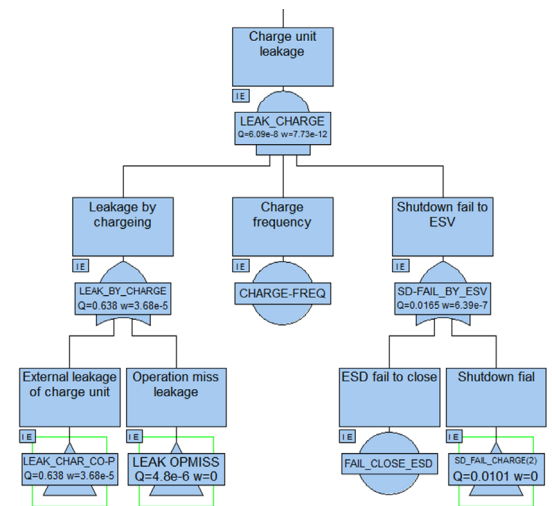 Charge unit
leakage
I E
LEAK_CHARGE
Q=6.09e-8 w=7.73e-12
Leakage by
chargeing
Charge
frequency
Shutdown fail to
ESV
I E
I E
I E
LEAK_BY_CHARGE
Q=0.638 w=3.68e-5
CHARGE-FREQ
SD-FAIL_BY_ESV
Q=0.0165 w=6.39e-7
External leakage
of charge unit
Operation miss
leakage
ESD fail to close
Shutdown fial
I E
I E
I E
I E
LEAK_CHAR_CO-P
Q=0.638 w=3.68e-5
LEAK OPMISS
Q=4.8e-6 w=0
FAIL_CLOSE_ESD
SD_FAIL_CHARGE(2)
Q=0.0101 w=0